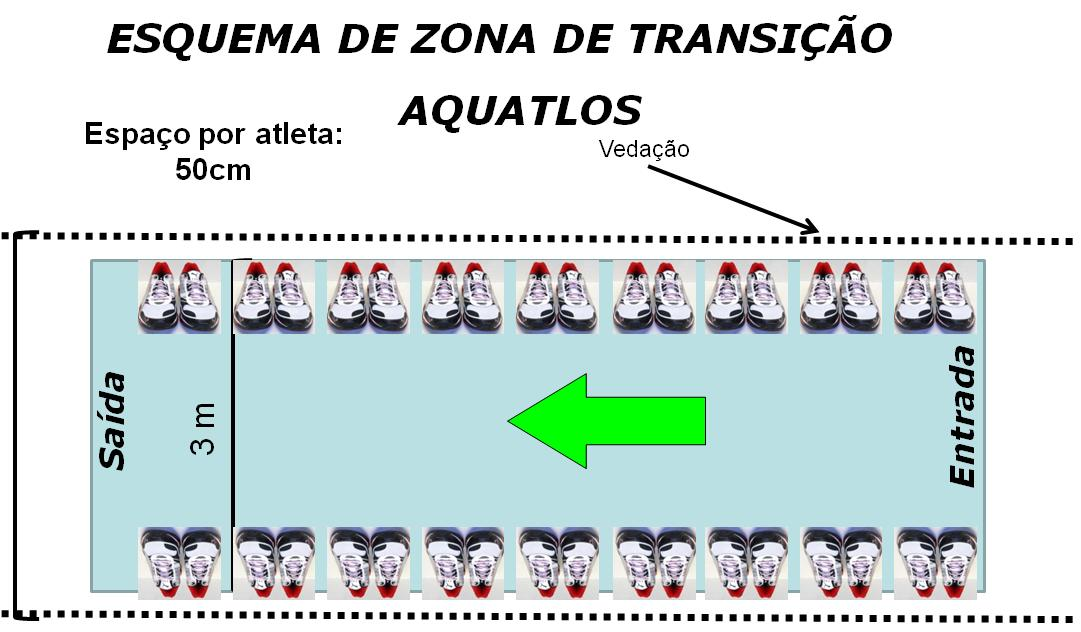 ESQUEMA DE ZONA DE TRANSIÇÃO
AQUATLOS
Espaço por atleta:
50cm
Vedação
Saída
3 m
Entrada